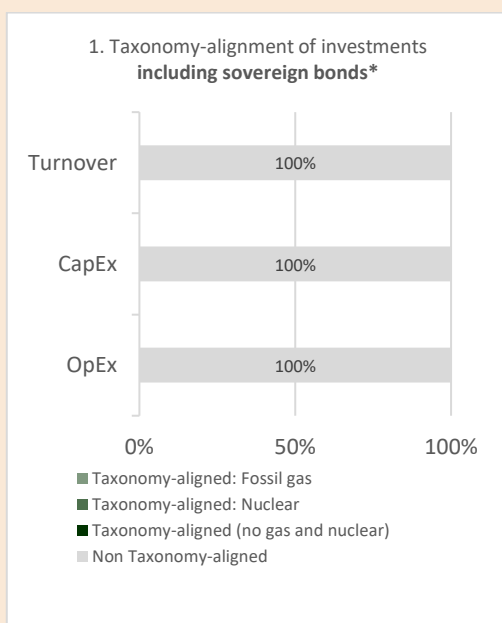 1. Taxonomy-alignment of investments
including sovereign bonds*
Turnover
100%
CapEx
100%
OpEx
100%
0% 50% 100%
Taxonomy-aligned: Fossil gas
Taxonomy-aligned: Nuclear
Taxonomy-aligned (no gas and nuclear)
Non Taxonomy-aligned